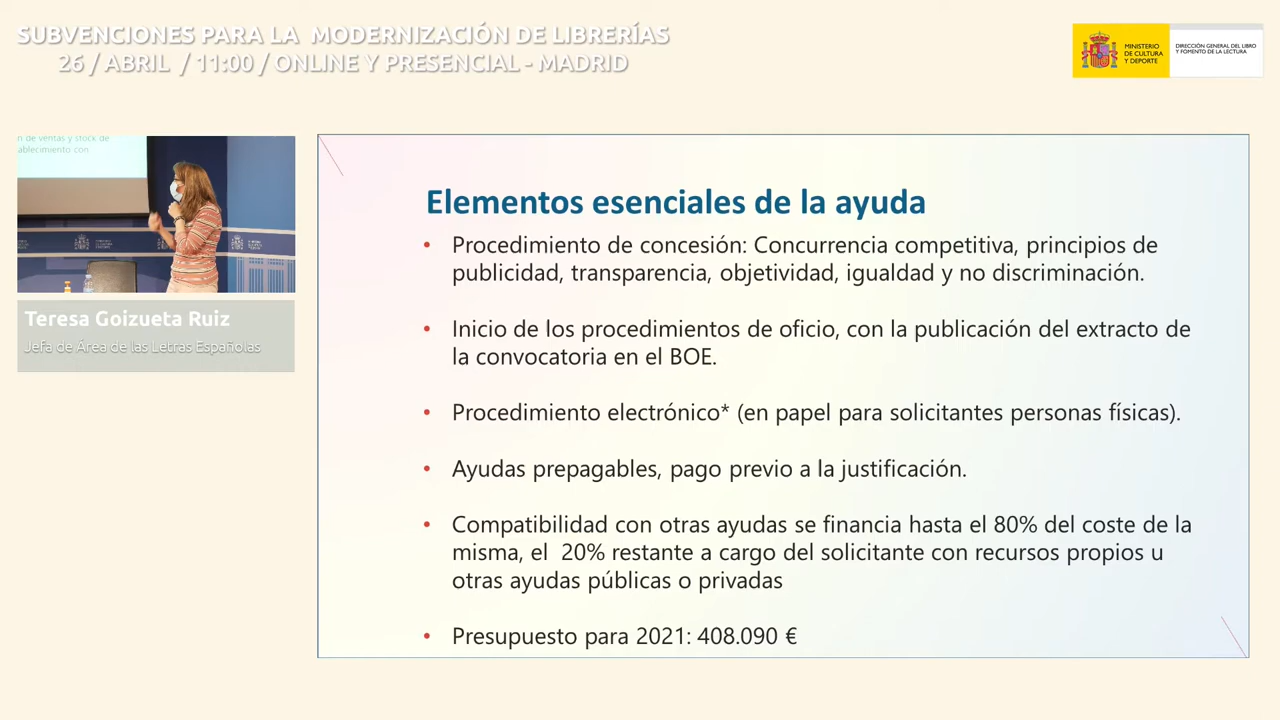 SUBVENCIONES PARA LA MODERNIZACIÓN DE LIBRERÍAS
26 / ABRIL / 11:00 / ONLINE Y PRESENCIAL - MADRID
MINISTERIO
DE CULTURA
Y DEPORTE
DIRECCIÓN GENERAL DEL LIBRO
Y FOMENTO DE LA LECTURA
n de ventas y stock de
ablecimiento con
Teresa Goizueta Ruiz
Jefa de Área de las Letras Españolas
Elementos esenciales de la ayuda
• Procedimiento de concesión: Concurrencia competitiva, principios de
publicidad, transparencia, objetividad, igualdad y no discriminación.
• Inicio de los procedimientos de oficio, con la publicación del extracto de
la convocatoria en el BOE.
• Procedimiento electrónico* (en papel para solicitantes personas físicas).
• Ayudas prepagables, pago previo a la justificación.
• Compatibilidad con otras ayudas se financia hasta el 80% del coste de la
misma, el 20% restante a cargo del solicitante con recursos propios u
otras ayudas públicas o privadas
• Presupuesto para 2021: 408.090 €